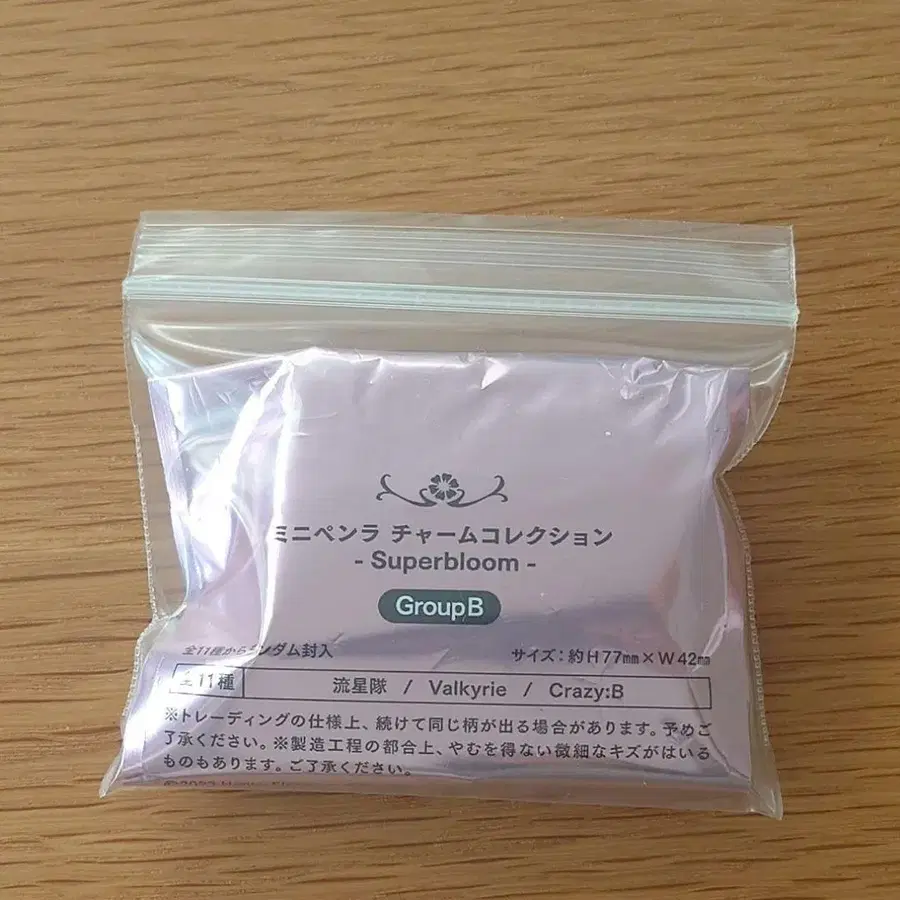 ミニペンラ チャームコレクション
- Superbloom -
GroupB
全11種からランダム封入
サイズ:約H77㎜×W42㎜
全11種
流星隊 / Valkyrie / Crazy:B
※トレーディングの仕様上、続けて同じ柄が出る場合があります。予めご
了承ください。※製造工程の都合上、やむを得ない微細なキズがはいる
ものもあります。ご了承ください。